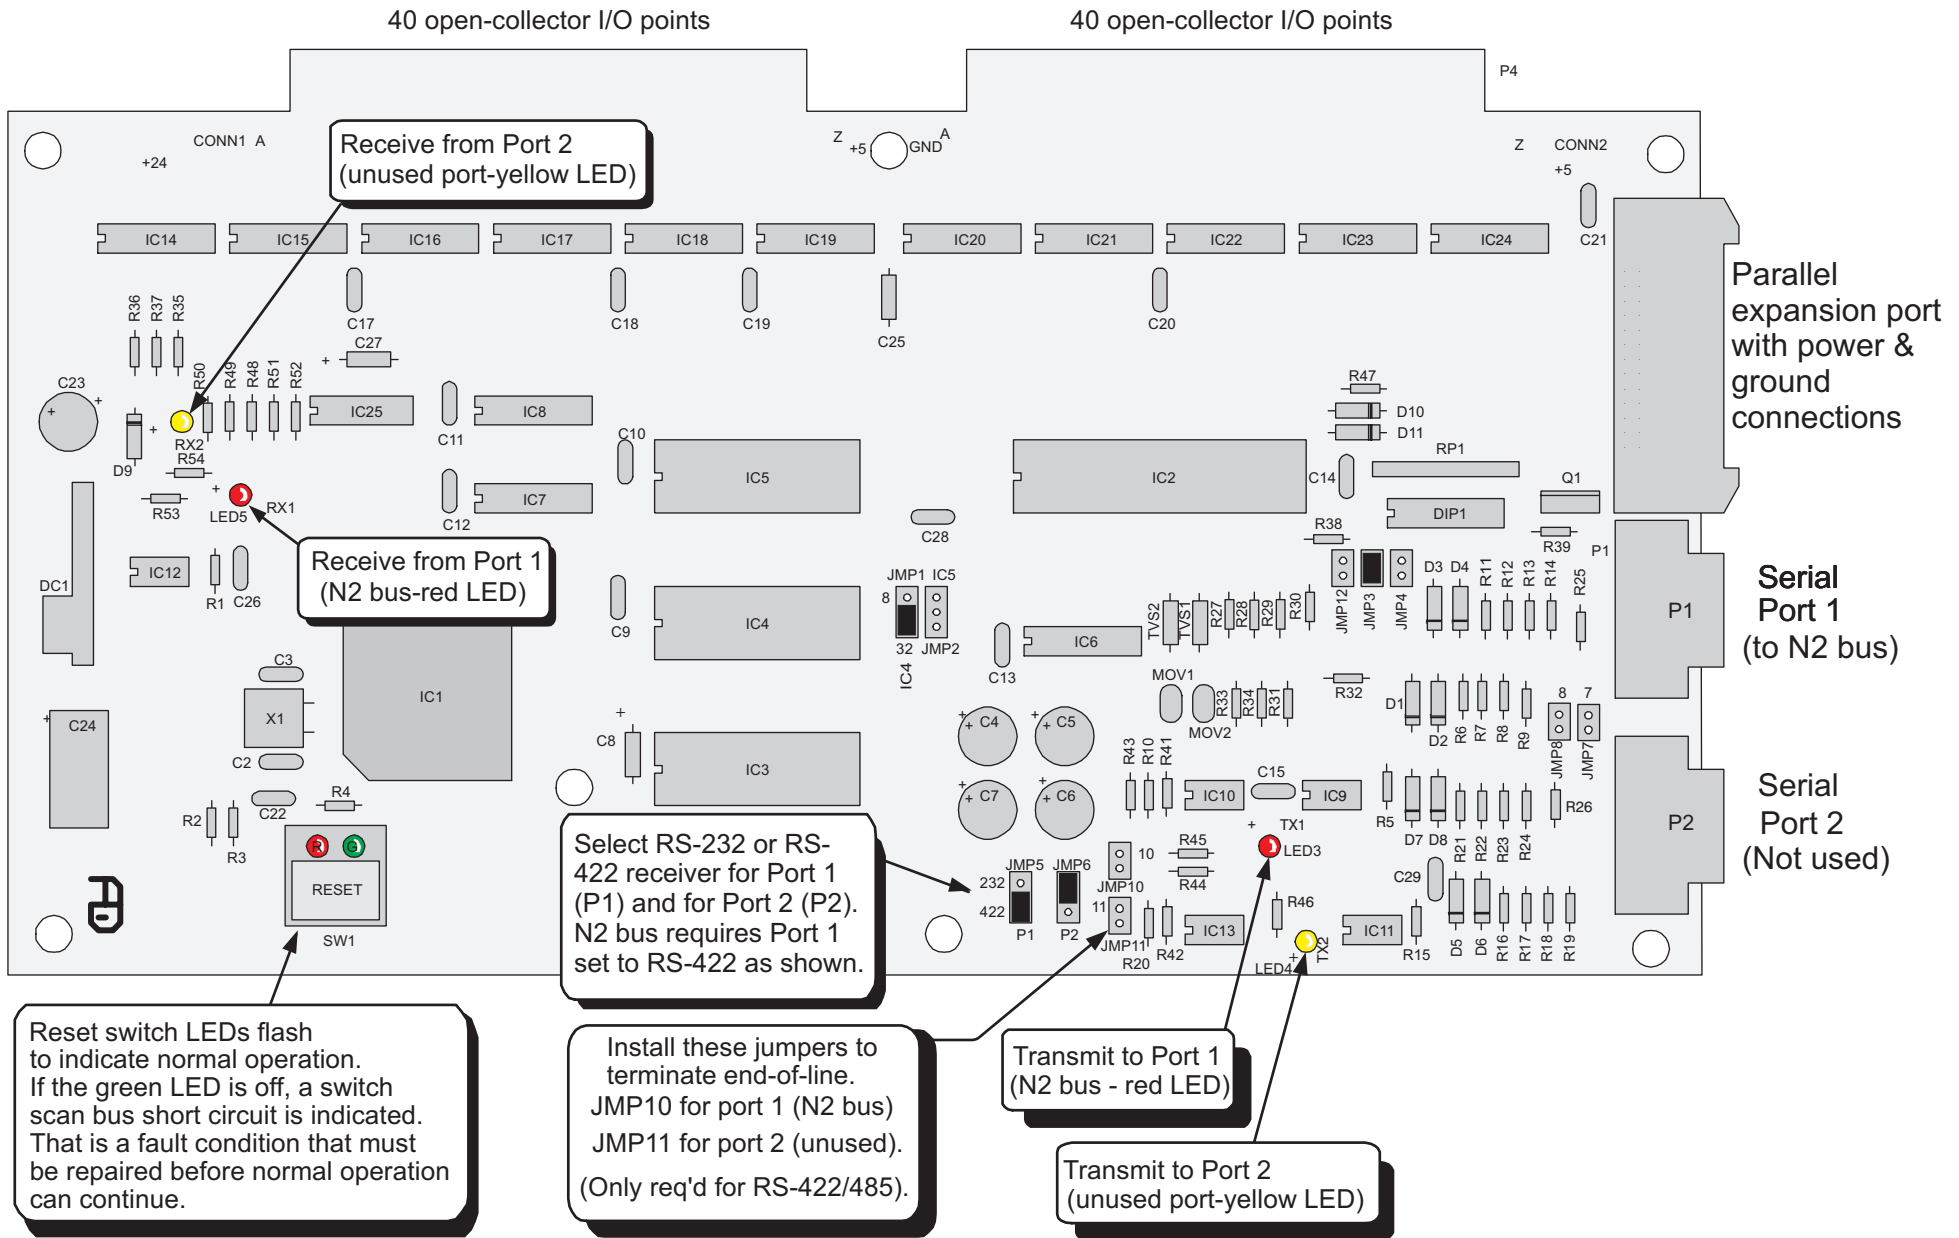 40 open-collector I/O points
40 open-collector I/O points
P4
CONN1 A
+24
Z
+5
GND
A
Z
CONN2
+5
Receive from Port 2
(unused port-yellow LED)
IC14
IC15
IC16
IC17
IC18
IC19
IC20
IC21
IC22
IC23
IC24
C21
R36
R37
R35
C17
C18
C19
C25
C20
+
C27
Parallel
expansion port
with power &
ground
connections
C23
+
+
+
D9
R50
R49
R48
R51
R52
RX2
R54
R53
+
LED5
RX1
IC25
C11
IC8
C12
IC7
C10
IC5
IC2
C28
R47
D10
D11
RP1
C14
DIP1
Q1
R38
R39
P1
Receive from Port 1
(N2 bus-red LED)
DC1
IC12
R1
C26
C9
IC4
JMP1
IC5
8
32
JMP2
IC4
C13
IC6
TVS2
TVS1
R27
R28
R29
R30
JMP12
JMP3
JMP4
D3
D4
R11
R12
R13
R14
R25
P1
Serial
Port 1
(to N2 bus)
C3
X1
C2
C22
IC1
+
C24
R2
R3
R4
+
C8
IC3
+
+
C4
+
+
C5
+
+
C7
+
+
C6
MOV1
MOV2
R33
R34
R31
R32
D1
D2
R6
R7
R8
R9
8
7
JMP8
JMP7
R43
R10
R41
IC10
C15
IC9
R5
D7
D8
R21
R22
R23
R24
R26
P2
Serial
Port 2
(Not used)
R
G
RESET
SW1
Select RS-232 or RS-
422 receiver for Port 1
(P1) and for Port 2 (P2).
N2 bus requires Port 1
set to RS-422 as shown.
JMP5
JMP6
232
422
P1
P2
10
JMP10
11
JMP11
R45
R44
R20
R42
IC13
+
TX1
LED3
R46
LED4
+
TX2
IC11
R15
C29
D5
D6
R16
R17
R18
R19
Reset switch LEDs flash
to indicate normal operation.
If the green LED is off, a switch
scan bus short circuit is indicated.
That is a fault condition that must
be repaired before normal operation
can continue.
Install these jumpers to
terminate end-of-line.
JMP10 for port 1 (N2 bus)
JMP11 for port 2 (unused).
(Only req'd for RS-422/485).
Transmit to Port 1
(N2 bus - red LED)
Transmit to Port 2
(unused port-yellow LED)